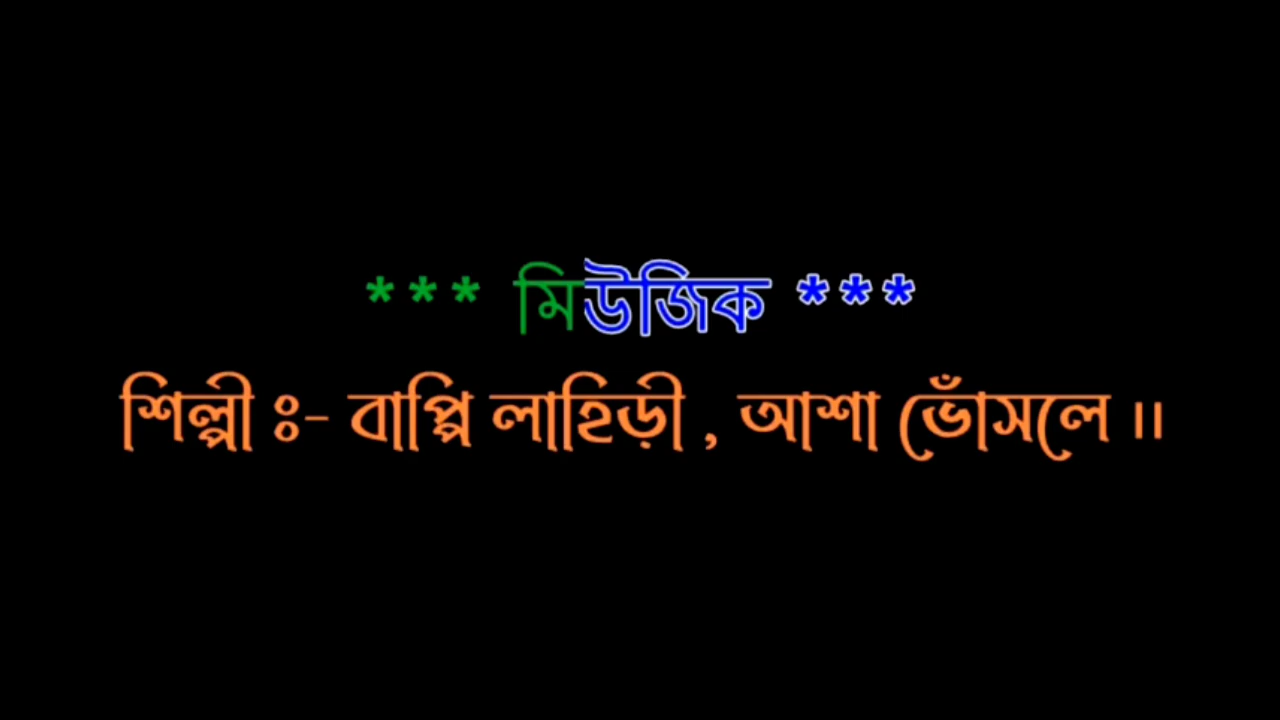 *** মিউজিক ***
শিল্পী ঃ- বাপ্পি লাহিড়ী , আশা ভোঁসলে ।।